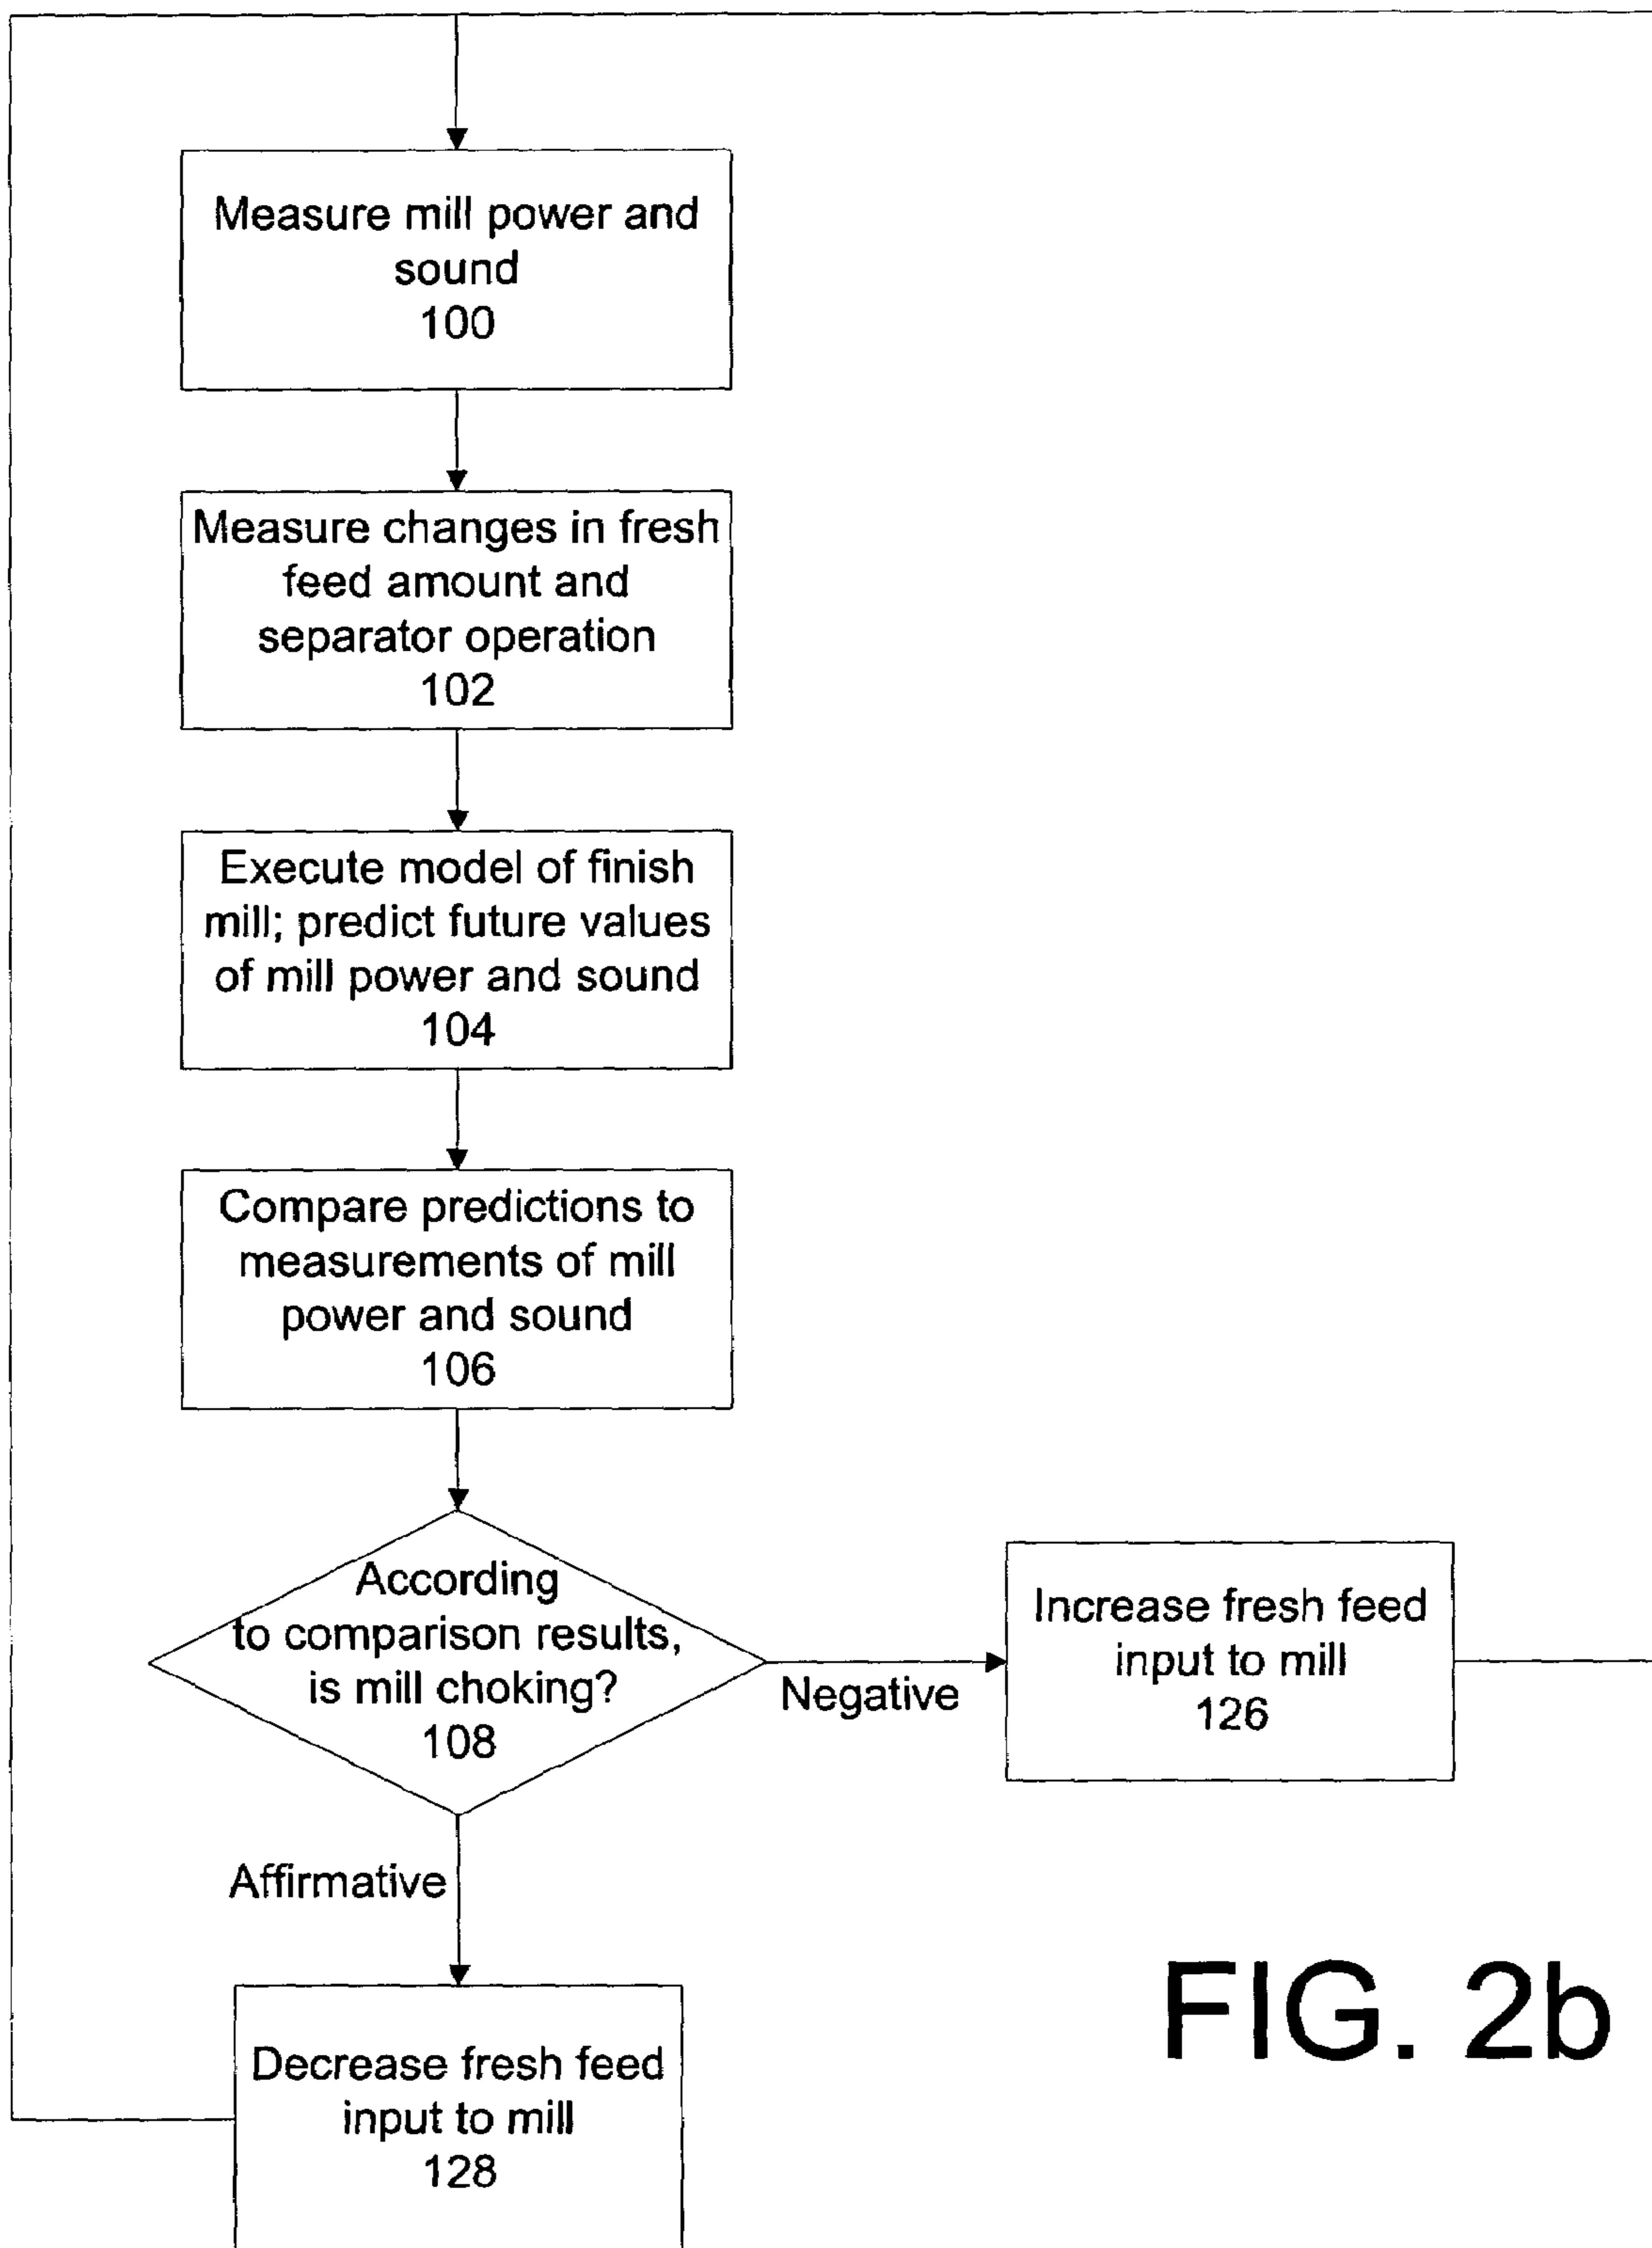 Measure mill power and
sound
100
Measure changes in fresh
feed amount and
separator operation
102
Execute model of finish
mill; predict future values
of mill power and sound
104
Compare predictions to
measurements of mill
power and sound
106
According
to comparison results,
is mill choking?
108
Negative
Increase fresh feed
input to mill
126
Affirmative
Decrease fresh feed
input to mill
128
FIG. 2b